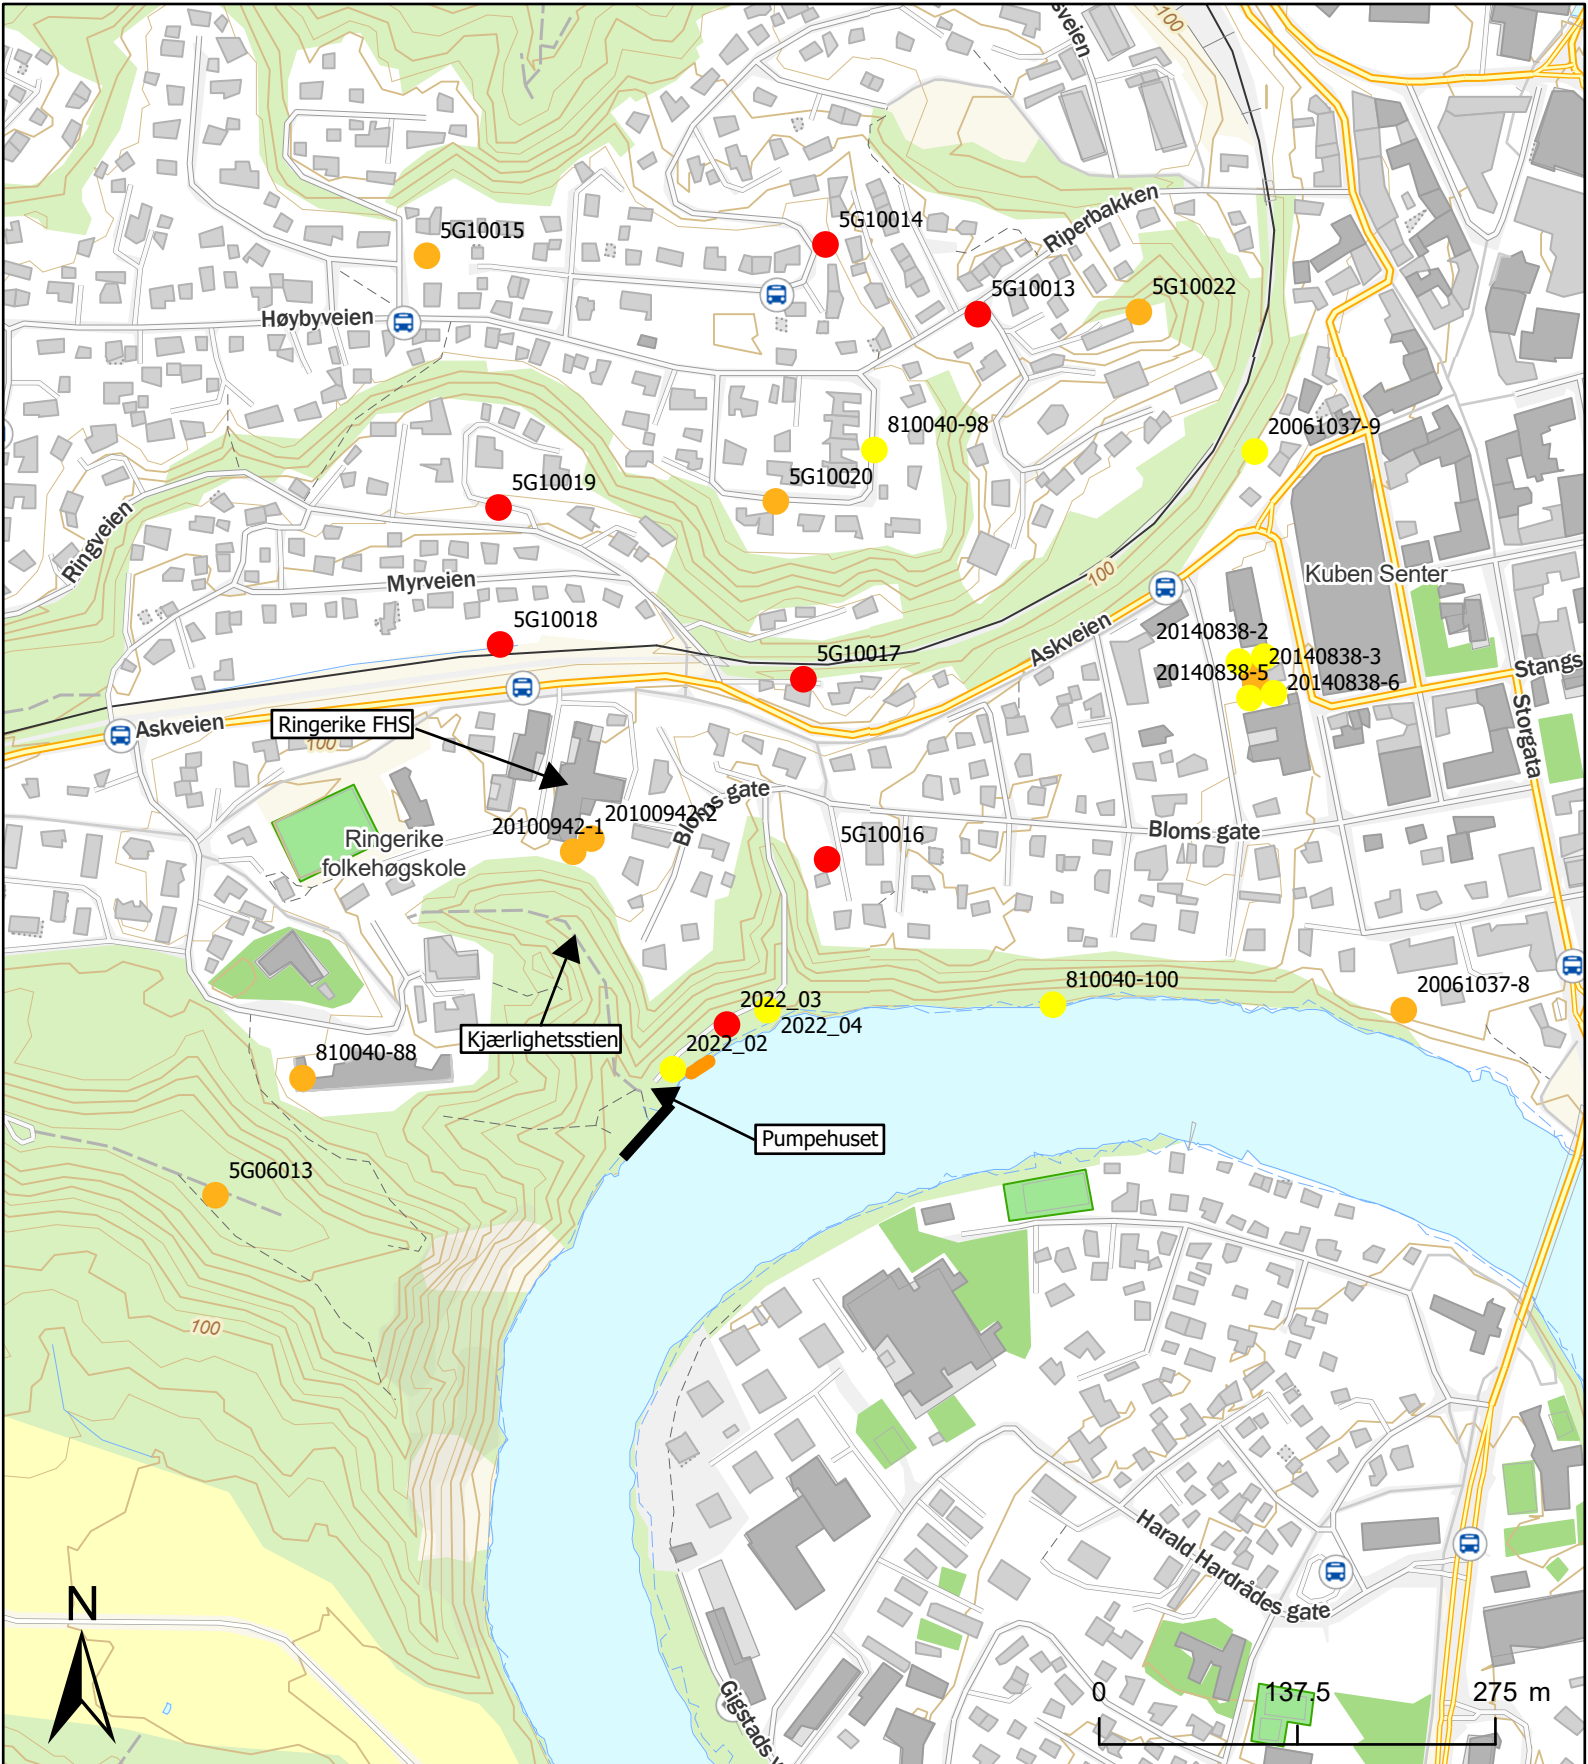 sveien
100
5G10015
5G10014
Riperbakken
5G10013
5G10022
Høybyveien
810040-98
20061037-9
5G10019
5G10020
Ringveien
Myrveien
100
Kuben Senter
5G10018
5G10017
Askveien
20140838-2
20140838-3
20140838-5
20140838-6
Stangs
Storgata
Askveien
Ringerike FHS
100
Bloms gate
20100942-1
20100942-2
Ringerike
folkehøgskole
5G10016
Bloms gate
810040-100
20061037-8
2022_03
2022_04
2022_02
Kjærlighetsstien
810040-88
Pumpehuset
5G06013
100
Harald Hardrådes gate
N
Gigstads v
0
137.5
275 m